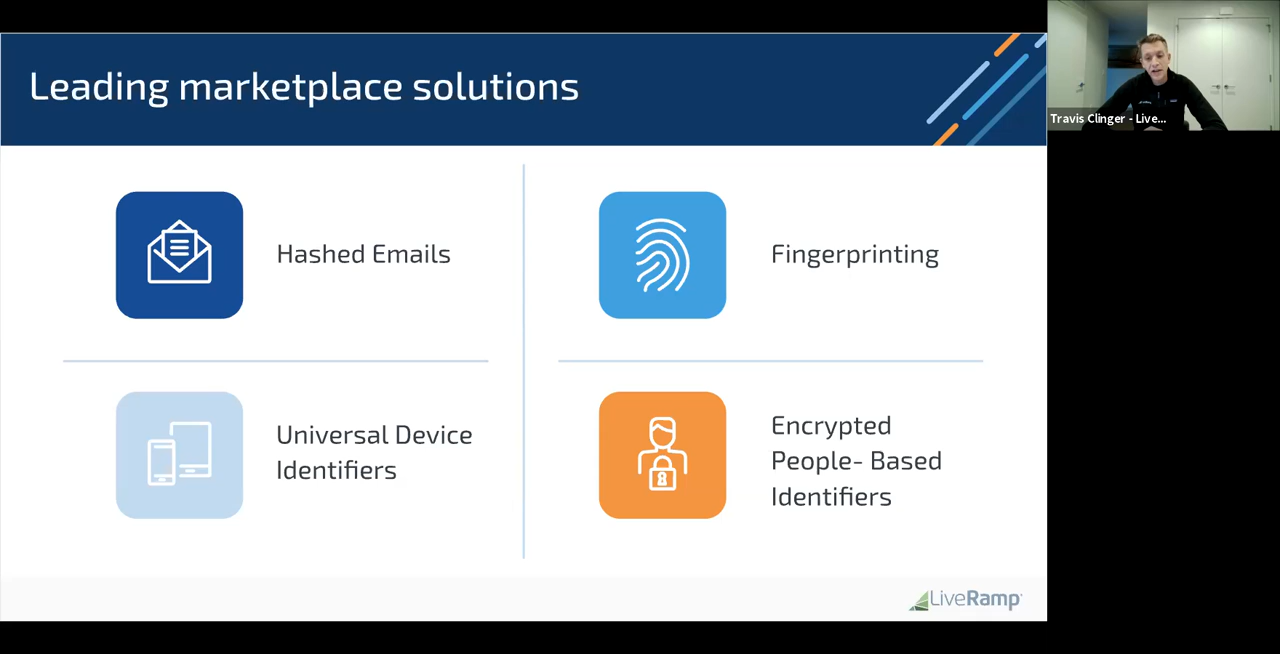 Leading marketplace solutions
Travis Clinger - Live...
Hashed Emails
Fingerprinting
Universal Device
Identifiers
Encrypted
People- Based
Identifiers
LiveRamp